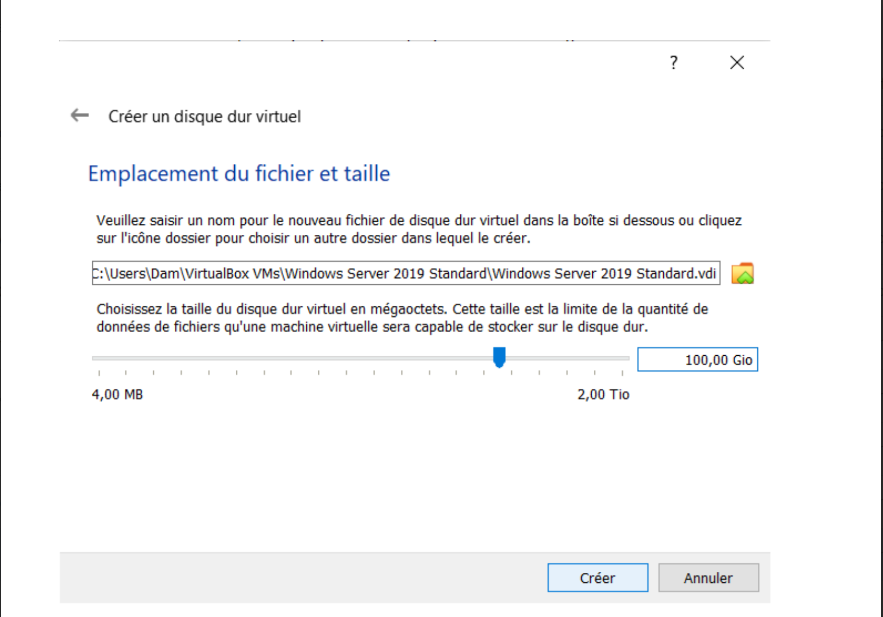 ?
Créer un disque dur virtuel
Emplacement du fichier et taille
Veuillez saisir un nom pour le nouveau fichier de disque dur virtuel dans la boîte si dessous ou cliquez
sur l'icône dossier pour choisir un autre dossier dans lequel le créer.
C:\Users\Dam\VirtualBox VMs\Windows Server 2019 Standard\Windows Server 2019 Standard.vdi
Choisissez la taille du disque dur virtuel en mégaoctets. Cette taille est la limite de la quantité de
données de fichiers qu'une machine virtuelle sera capable de stocker sur le disque dur.
100,00 Gio
4,00 MB 2,00 Tio
Créer Annuler